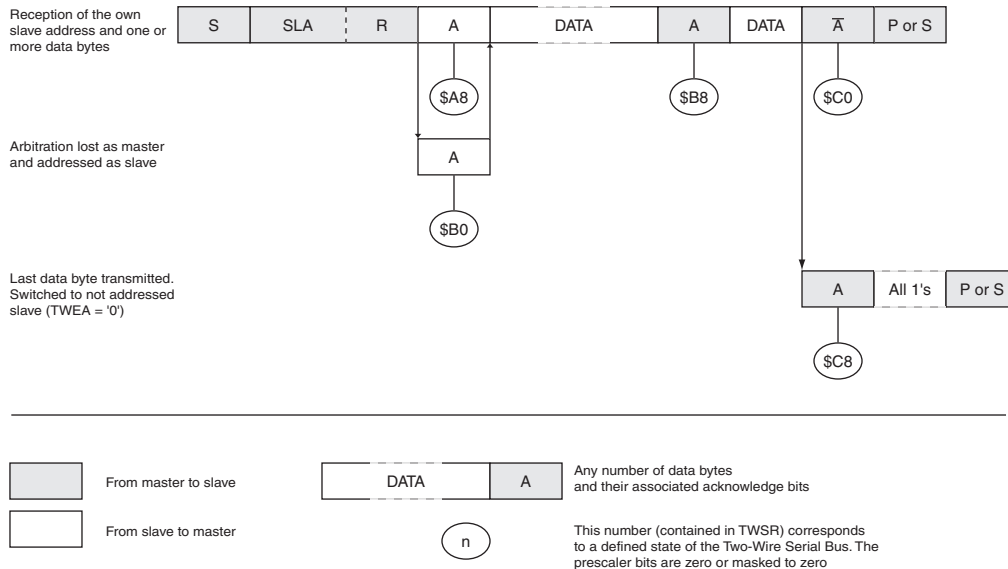 Reception of the own
slave address and one or
more data bytes
S SLA R A DATA A DATA A̅ P or S
$A8 $B8 $C0
Arbitration lost as master
and addressed as slave
A
$B0
Last data byte transmitted.
Switched to not addressed
slave (TWEA = '0')
A All 1's P or S
$C8
From master to slave
DATA A
Any number of data bytes
and their associated acknowledge bits
From slave to master
n
This number (contained in TWSR) corresponds
to a defined state of the Two-Wire Serial Bus. The
prescaler bits are zero or masked to zero